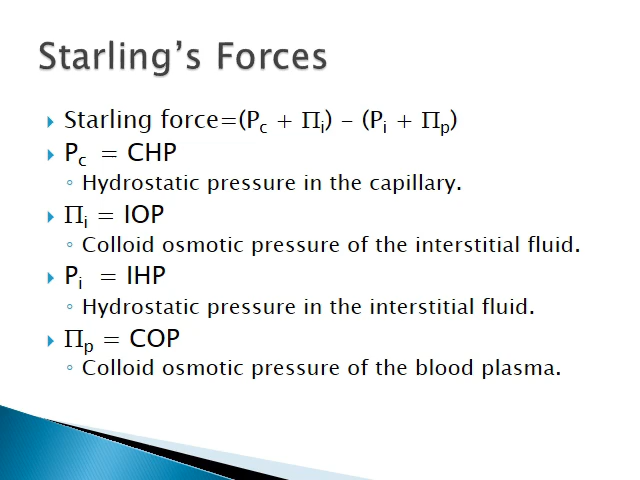 Starling's Forces
Starling force=(Pc + Πi) – (Pi + Πp)
Pc = CHP
Hydrostatic pressure in the capillary.
Πi = IOP
Colloid osmotic pressure of the interstitial fluid.
Pi = IHP
Hydrostatic pressure in the interstitial fluid.
Πp = COP
Colloid osmotic pressure of the blood plasma.